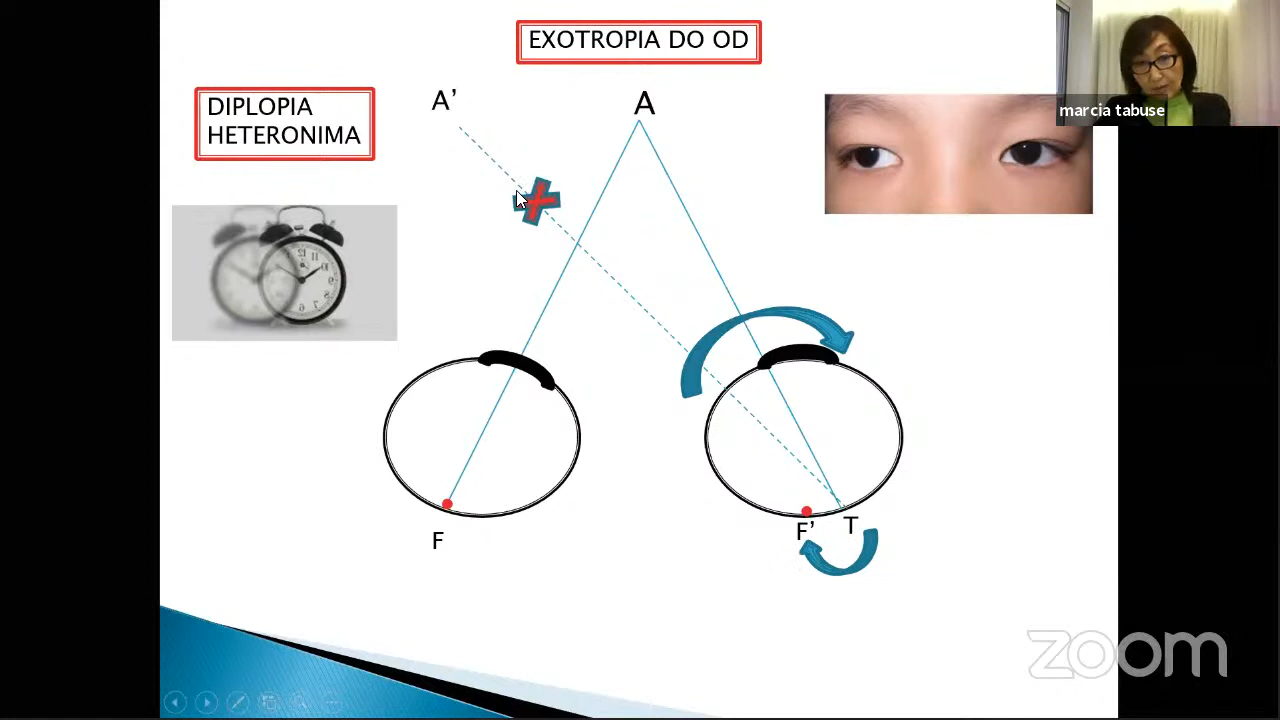 EXOTROPIA DO OD
DIPLOPIA
HETERONIMA
A’
A
marcia tabuse
F
F’
T
zoom